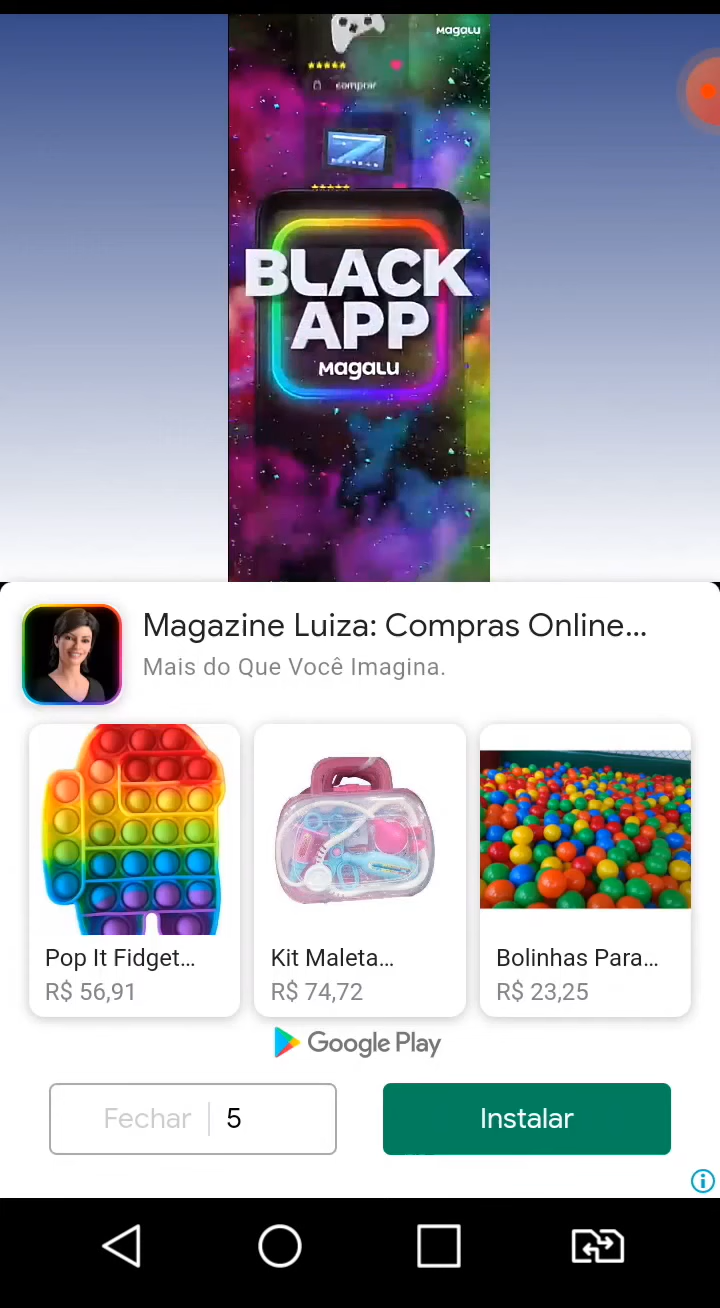 Magalu
comprar
BLACK
APP
Magalu
Magazine Luiza: Compras Online...
Mais do Que Você Imagina.
Pop It Fidget...
R$ 56,91
Kit Maleta...
R$ 74,72
Bolinhas Para...
R$ 23,25
Google Play
Fechar
5
Instalar